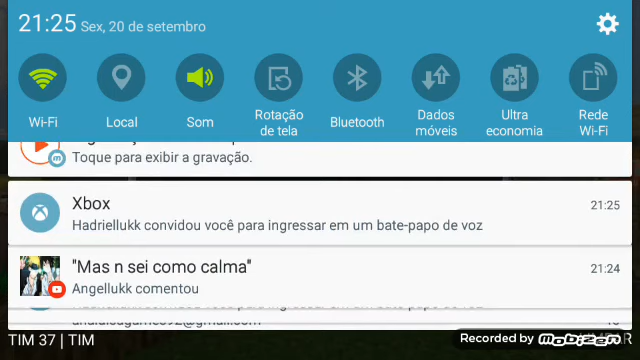 21:25 Sex, 20 de setembro
Wi-Fi
Local
Som
Rotação de tela
Bluetooth
Dados móveis
Ultra economia
Rede Wi-Fi
Toque para exibir a gravação.
Xbox 21:25
Hadriellukk convidou você para ingressar em um bate-papo de voz
"Mas n sei como calma" 21:24
Angellukk comentou
TIM 37 | TIM
Recorded by Mobizen